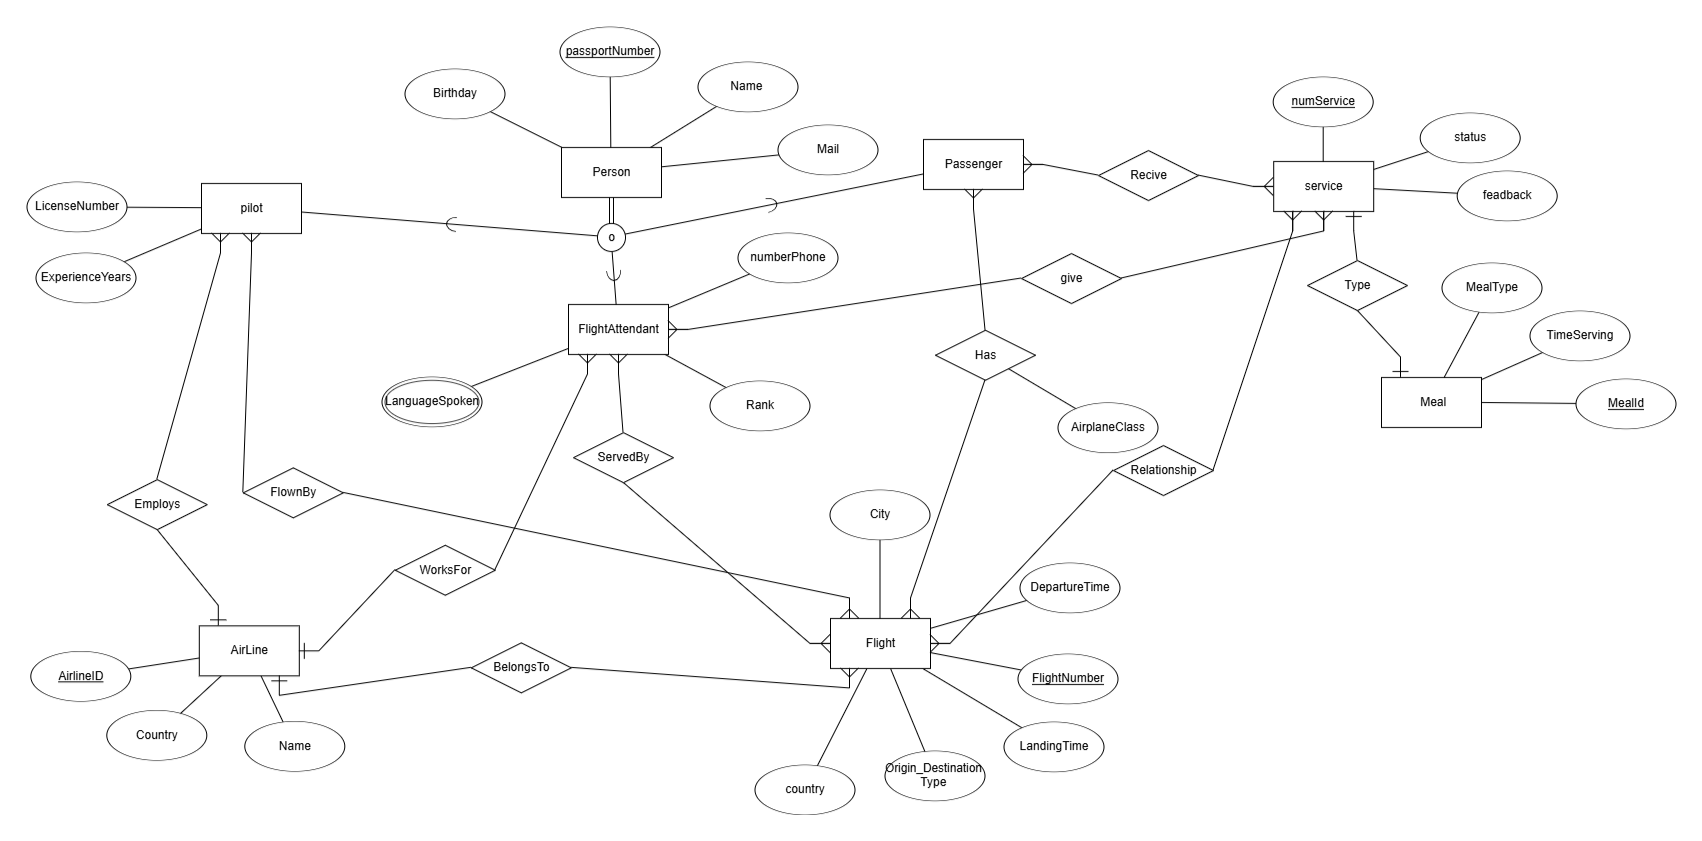 passportNumber
Birthday
Name
Mail
numService
status
feadback
Passenger
Recive
service
Person
pilot
LicenseNumber
ExperienceYears
o
numberPhone
give
FlightAttendant
Type
MealType
TimeServing
Has
LanguageSpoken
Rank
AirplaneClass
Meal
MealId
ServedBy
Relationship
FlownBy
Employs
City
WorksFor
DepartureTime
AirLine
Flight
BelongsTo
AirlineID
FlightNumber
Country
Name
LandingTime
Origin_Destination
Type
country